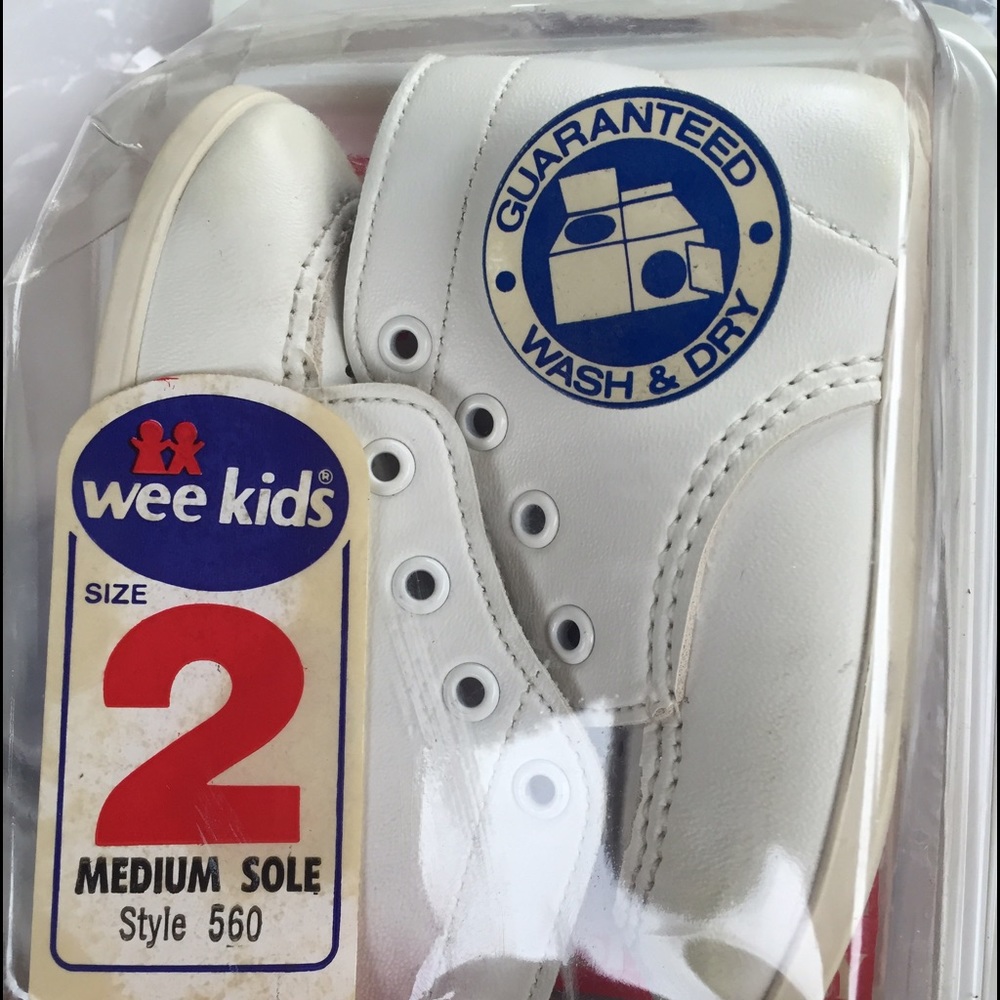 GUARANTEED
WASH & DRY
wee kids®
SIZE
2
MEDIUM SOLE
Style 560